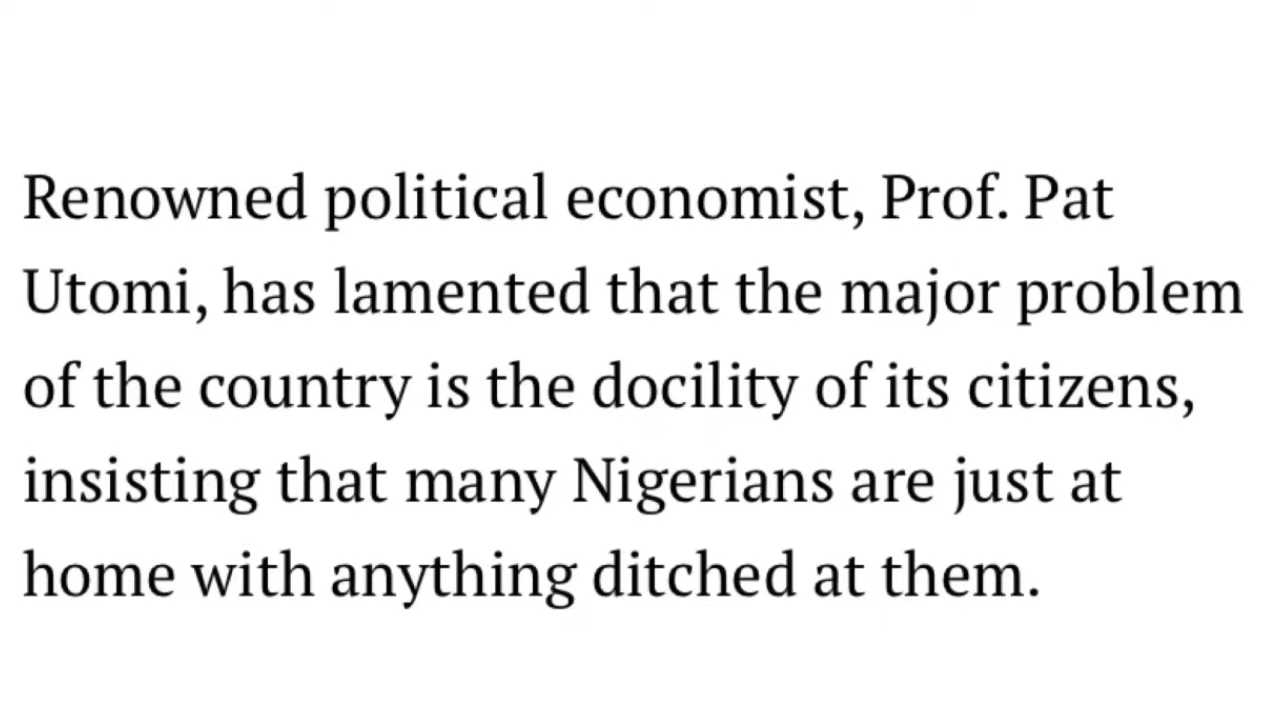 Renowned political economist, Prof. Pat
Utomi, has lamented that the major problem
of the country is the docility of its citizens,
insisting that many Nigerians are just at
home with anything ditched at them.